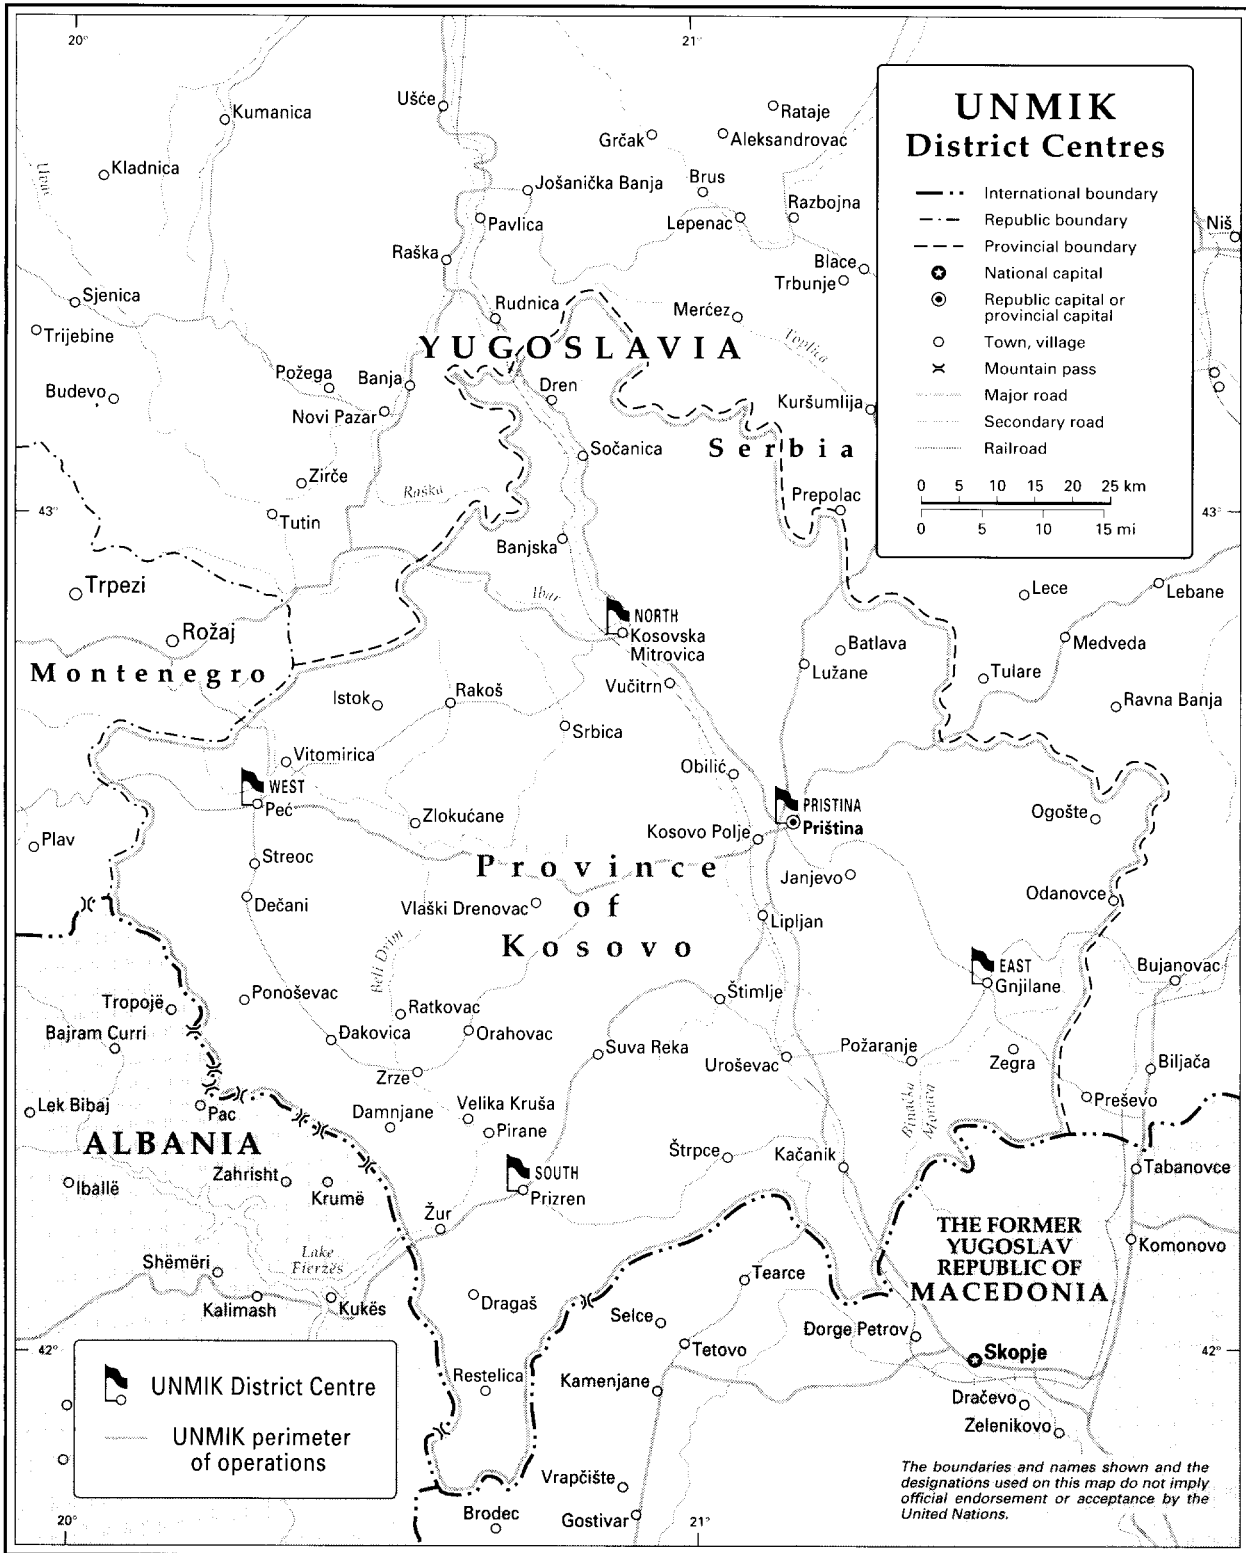 20°
21°
UNMIK
District Centres
International boundary
Republic boundary
Provincial boundary
National capital
Republic capital or
provincial capital
Town, village
Mountain pass
Major road
Secondary road
Railroad
0 5 10 15 20 25 km
0 5 10 15 mi
Kumanica
Ušće
Rataje
Grčak
Aleksandrovac
Kladnica
Uvac
Jošanička Banja
Brus
Pavlica
Lepenac
Razbojna
Niš
Raška
Blace
Trbunje
Sjenica
Rudnica
Merćez
Trijebine
YUGOSLAVIA
Toplica
Požega
Banja
Dren
Budevo
Novi Pazar
Kuršumlija
Serbia
Sočanica
Zirče
Raška
Prepolac
43°
43°
Tutin
Banjska
Trpezi
Ibar
Lece
Lebane
NORTH
Kosovska
Mitrovica
Rožaj
Batlava
Medveda
Montenegro
Lužane
Tulare
Vučitrn
Istok
Rakoš
Ravna Banja
Srbica
Vitomirica
Obilić
WEST
Peć
PRISTINA
Priština
Zlokućane
Ogošte
Kosovo Polje
Plav
Streoc
Province
of
Kosovo
Janjevo
Dečani
Vlaški Drenovac
Odanovce
Lipljan
Beli Drim
EAST
Gnjilane
Bujanovac
Tropojë
Ponoševac
Štimlje
Ratkovac
Bajram Curri
Đakovica
Orahovac
Suva Reka
Uroševac
Požaranje
Zegra
Biljača
Zrze
Lek Bibaj
Pac
Damnjane
Velika Kruša
Binačka
Morava
Preševo
Pirane
ALBANIA
Štrpce
Kačanik
Tabanovce
Iballë
Zahrisht
Krumë
SOUTH
Prizren
Žur
THE FORMER
YUGOSLAV
REPUBLIC OF
MACEDONIA
Komonovo
Lake
Fierzës
Shëmëri
Tearce
Kalimash
Kukës
Dragaš
Selce
Đorge Petrov
42°
42°
Tetovo
Skopje
UNMIK District Centre
UNMIK perimeter
of operations
Restelica
Kamenjane
Dračevo
Zelenikovo
Vrapčište
Brodec
Gostivar
The boundaries and names shown and the
designations used on this map do not imply
official endorsement or acceptance by the
United Nations.
20°
21°